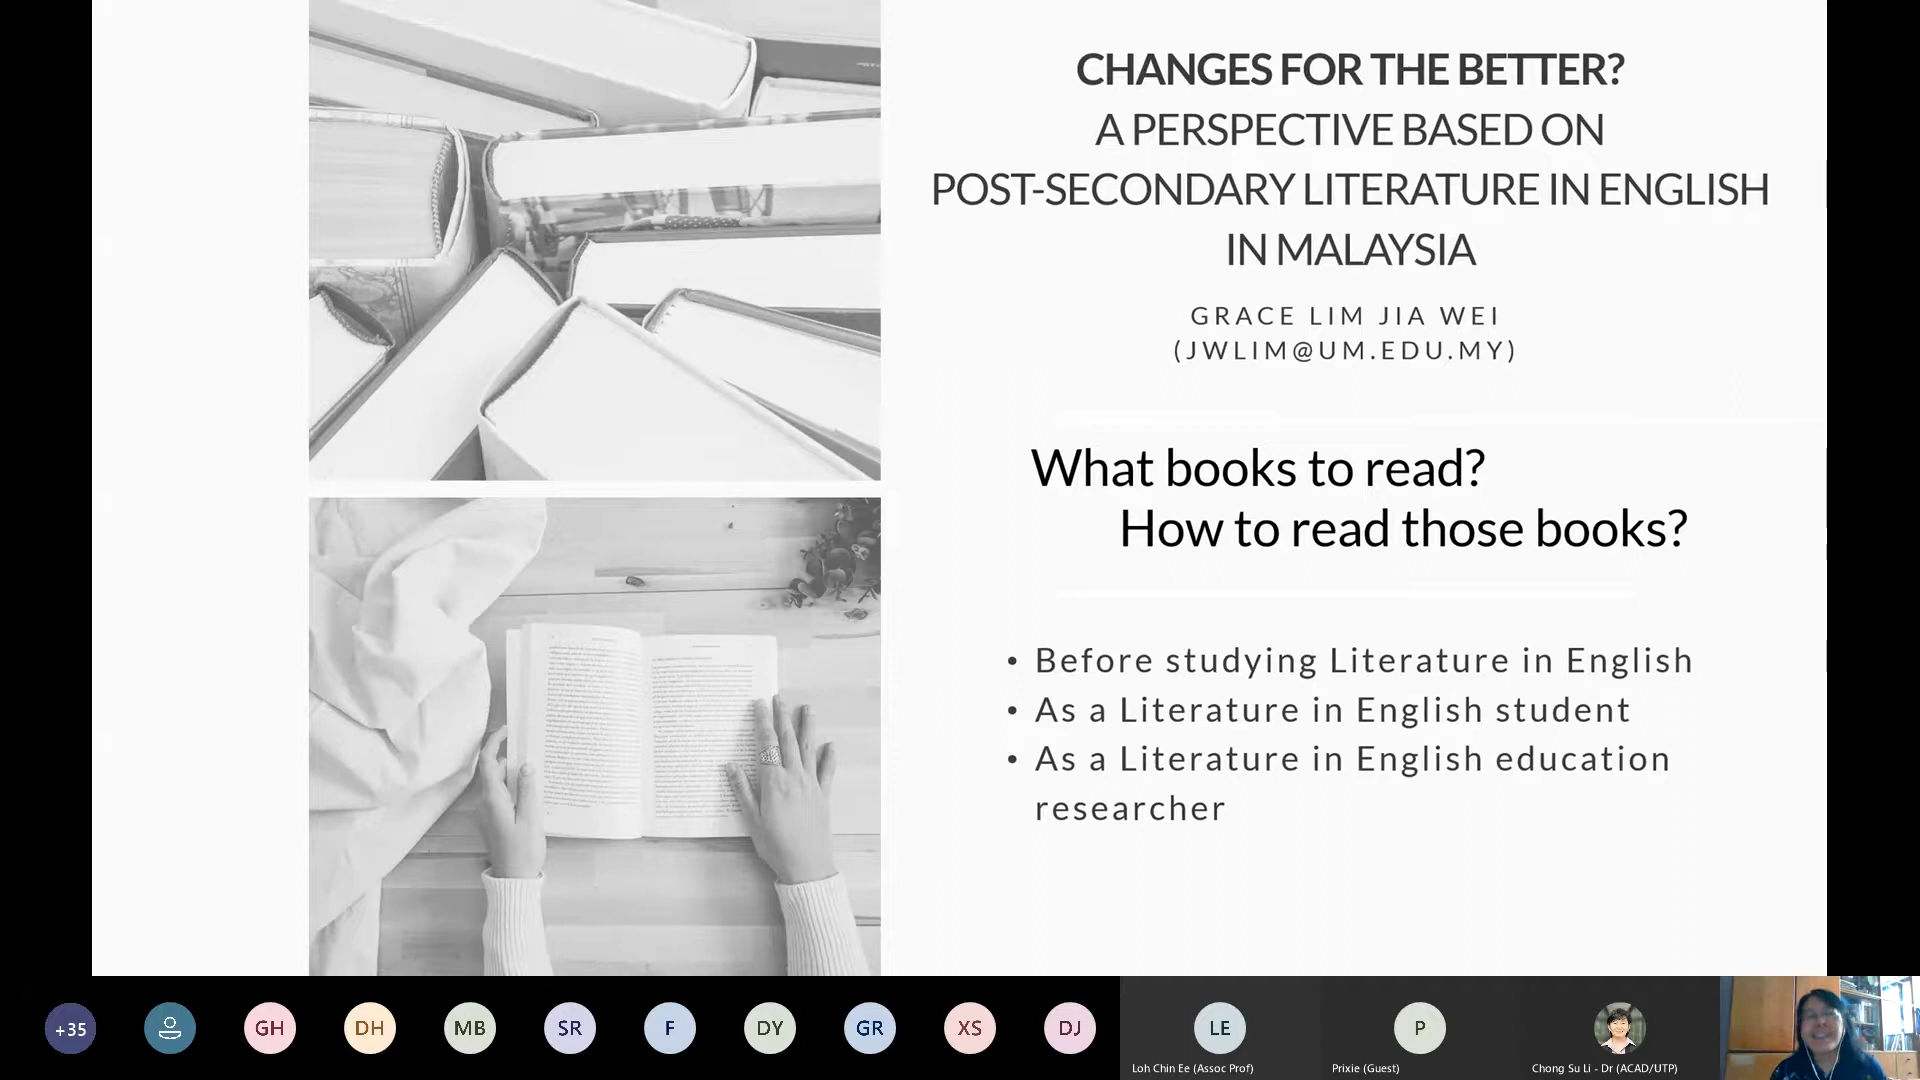 CHANGES FOR THE BETTER?
A PERSPECTIVE BASED ON
POST-SECONDARY LITERATURE IN ENGLISH
IN MALAYSIA
GRACE LIM JIA WEI
(JWLIM@UM.EDU.MY)
What books to read?
How to read those books?
• Before studying Literature in English
• As a Literature in English student
• As a Literature in English education
researcher
+35
GH
DH
MB
SR
F
DY
GR
XS
DJ
LE
P
Loh Chin Ee (Assoc Prof)
Prixie (Guest)
Chong Su Li - Dr (ACAD/UTP)